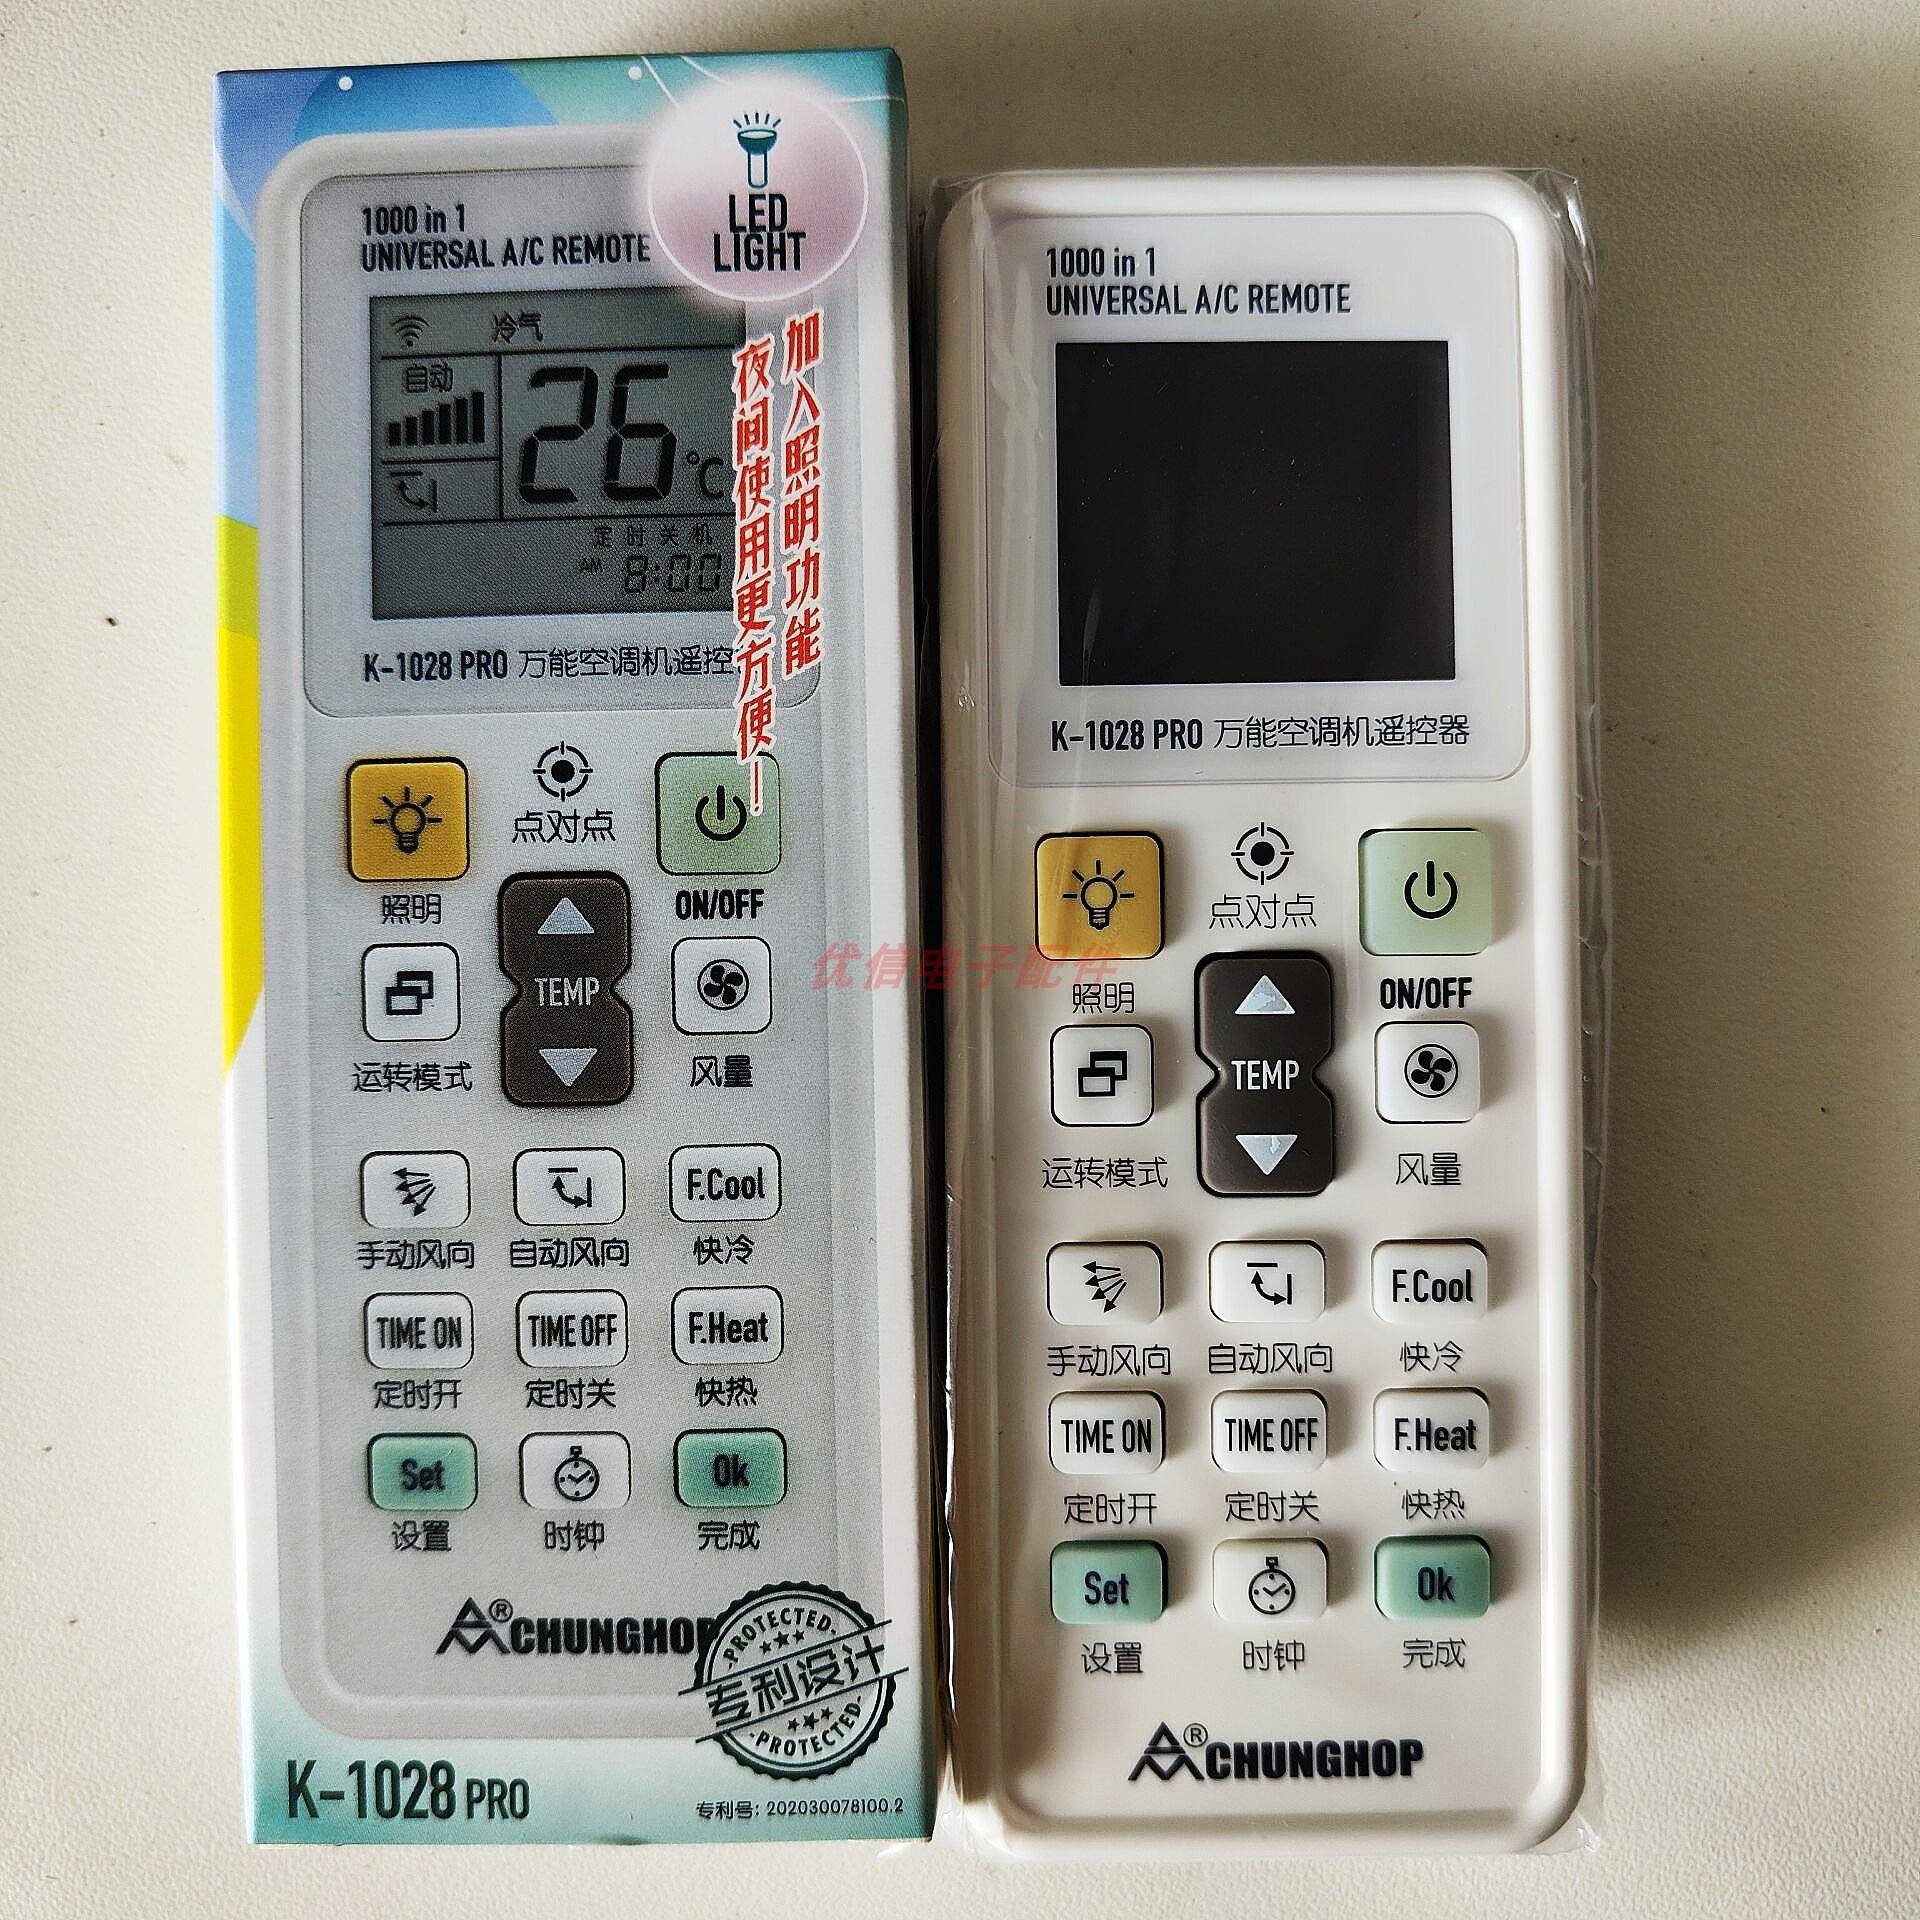 LED
LIGHT
1000 in 1
UNIVERSAL A/C REMOTE
冷气
自动
26℃
定时关机
AM 8:00
加入照明功能
夜间使用更方便!
K-1028 PRO 万能空调机遥控
点对点
照明
ON/OFF
TEMP
运转模式
风量
F.Cool
手动风向 自动风向 快冷
TIME ON TIME OFF F.Heat
定时开 定时关 快热
Set Ok
设置 时钟 完成
®CHUNGHOP
PROTECTED
专利设计
PROTECTED
K-1028 PRO
专利号: 202030078100.2
1000 in 1
UNIVERSAL A/C REMOTE
K-1028 PRO 万能空调机遥控器
点对点
照明
ON/OFF
TEMP
运转模式
风量
F.Cool
手动风向 自动风向 快冷
TIME ON TIME OFF F.Heat
定时开 定时关 快热
Set Ok
设置 时钟 完成
®CHUNGHOP
优信电子配件